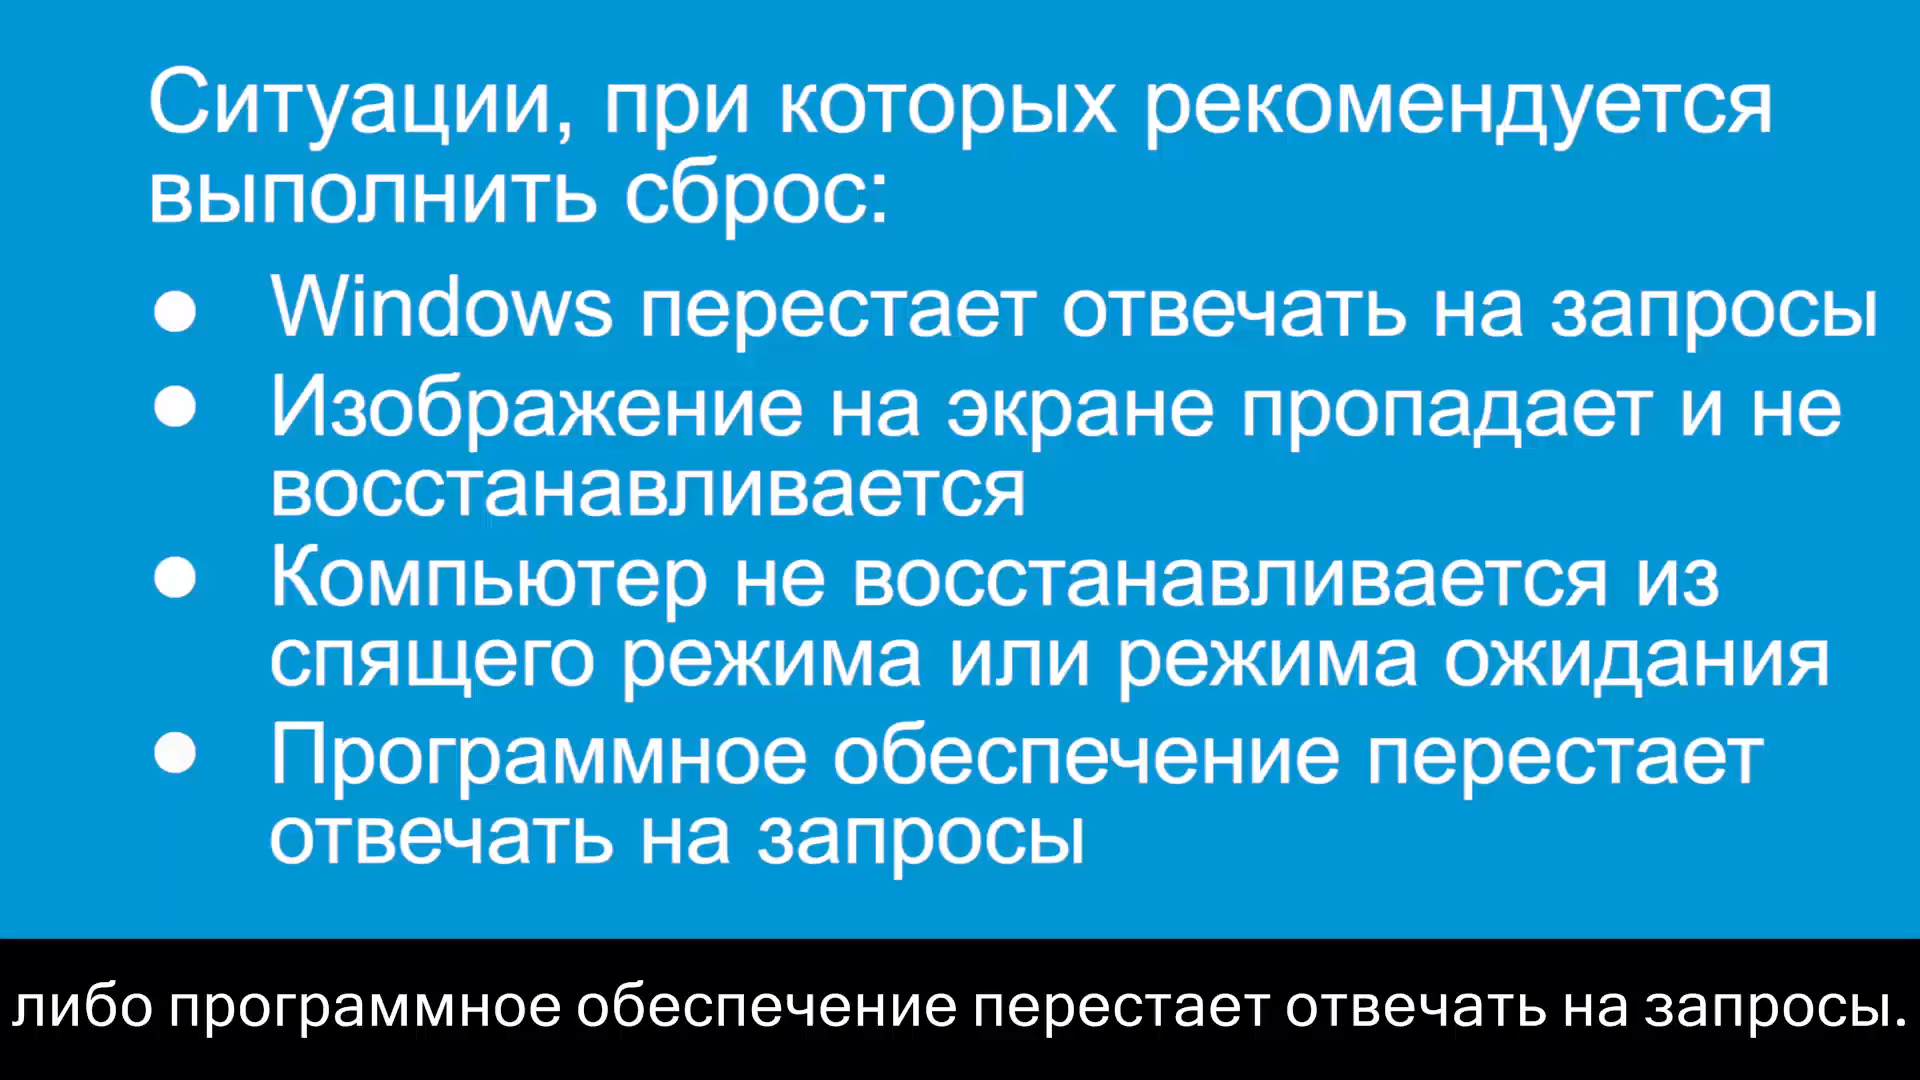 Ситуации, при которых рекомендуется
выполнить сброс:
● Windows перестает отвечать на запросы
● Изображение на экране пропадает и не
восстанавливается
● Компьютер не восстанавливается из
спящего режима или режима ожидания
● Программное обеспечение перестает
отвечать на запросы
либо программное обеспечение перестает отвечать на запросы.